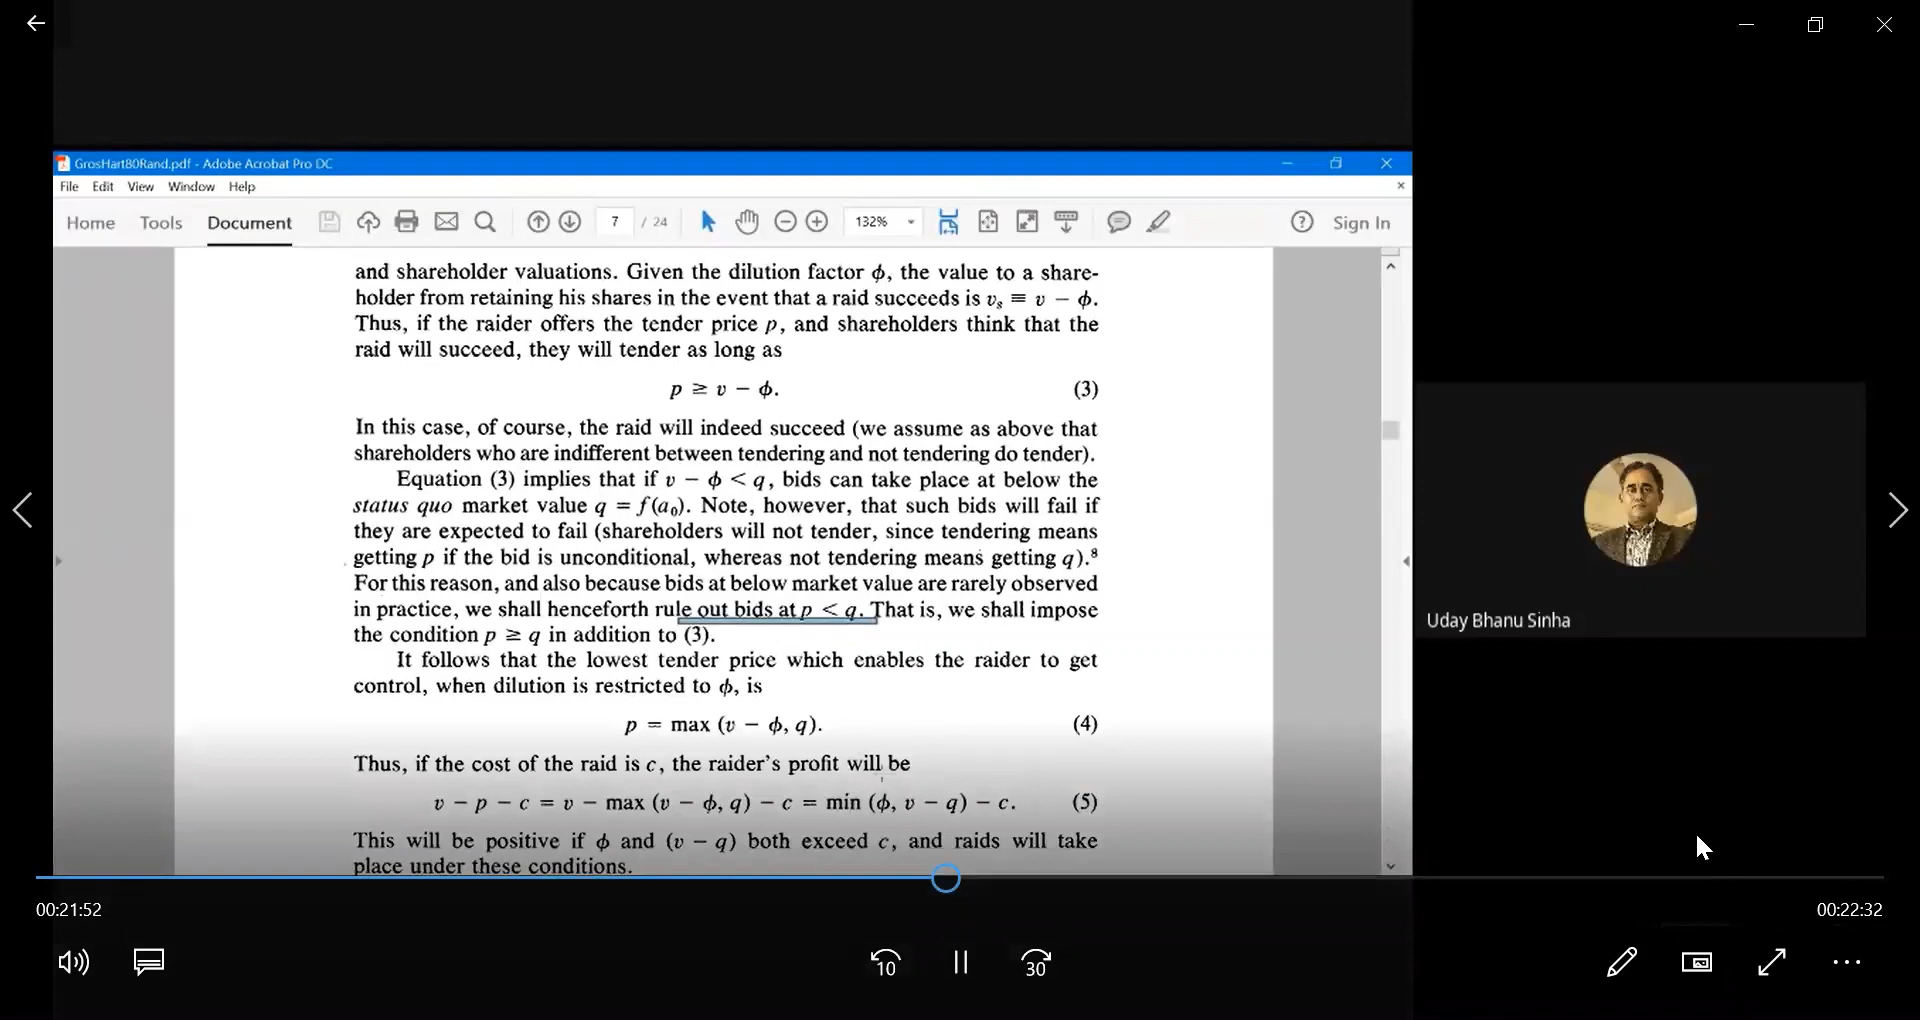 GrosHart80Rand.pdf - Adobe Acrobat Pro DC
File Edit View Window Help
Home Tools Document 7 / 24 132% Sign In
and shareholder valuations. Given the dilution factor ϕ, the value to a share-
holder from retaining his shares in the event that a raid succeeds is vₛ ≡ v − ϕ.
Thus, if the raider offers the tender price p, and shareholders think that the
raid will succeed, they will tender as long as
p ≥ v − ϕ. (3)
In this case, of course, the raid will indeed succeed (we assume as above that
shareholders who are indifferent between tendering and not tendering do tender).
Equation (3) implies that if v − ϕ < q, bids can take place at below the
status quo market value q = f(a₀). Note, however, that such bids will fail if
they are expected to fail (shareholders will not tender, since tendering means
getting p if the bid is unconditional, whereas not tendering means getting q).⁸
For this reason, and also because bids at below market value are rarely observed
in practice, we shall henceforth rule out bids at p < q. That is, we shall impose
the condition p ≥ q in addition to (3).
It follows that the lowest tender price which enables the raider to get
control, when dilution is restricted to ϕ, is
p = max (v − ϕ, q). (4)
Thus, if the cost of the raid is c, the raider's profit will be
v − p − c = v − max (v − ϕ, q) − c = min (ϕ, v − q) − c. (5)
This will be positive if ϕ and (v − q) both exceed c, and raids will take
place under these conditions.
Uday Bhanu Sinha
00:21:52
00:22:32
10
30